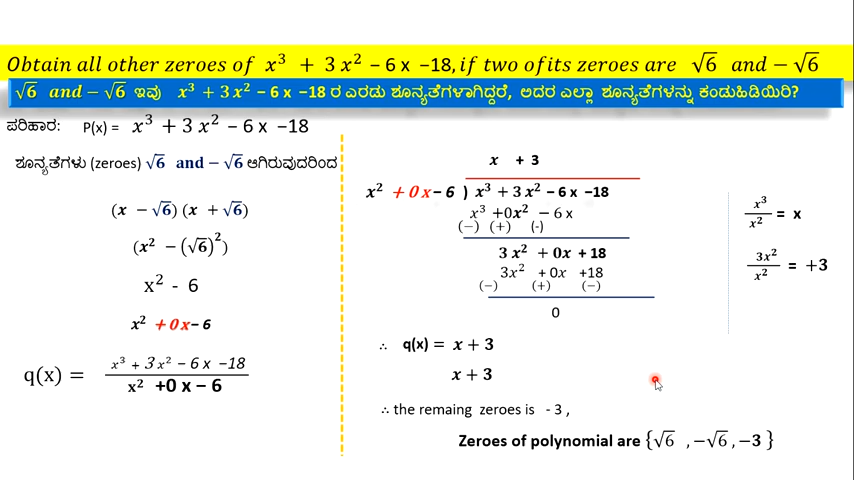 Obtain all other zeroes of x³ + 3x² – 6x –18, if two of its zeroes are √6 and – √6
√6 and – √6 ಇವು x³ + 3x² – 6x –18 ರ ಎರಡು ಶೂನ್ಯತೆಗಳಾಗಿದ್ದರೆ, ಅದರ ಎಲ್ಲಾ ಶೂನ್ಯತೆಗಳನ್ನು ಕಂಡುಹಿಡಿಯಿರಿ?
ಪರಿಹಾರ: P(x) = x³ + 3x² – 6x –18
ಶೂನ್ಯತೆಗಳು (zeroes) √6 and – √6 ಆಗಿರುವುದರಿಂದ
(x – √6) (x + √6)
(x² – (√6)²)
x² - 6
x² + 0x – 6
q(x) = (x³ + 3x² – 6x –18) / (x² +0x – 6)
x + 3
x² + 0x – 6 ) x³ + 3x² – 6x –18
x³ +0x² – 6x
(–) (+) (-)
3x² + 0x + 18
3x² + 0x +18
(–) (+) (–)
0
∴ q(x) = x + 3
x + 3
∴ the remaing zeroes is - 3 ,
Zeroes of polynomial are {√6 , –√6 , –3 }
x³/x² = x
3x²/x² = +3